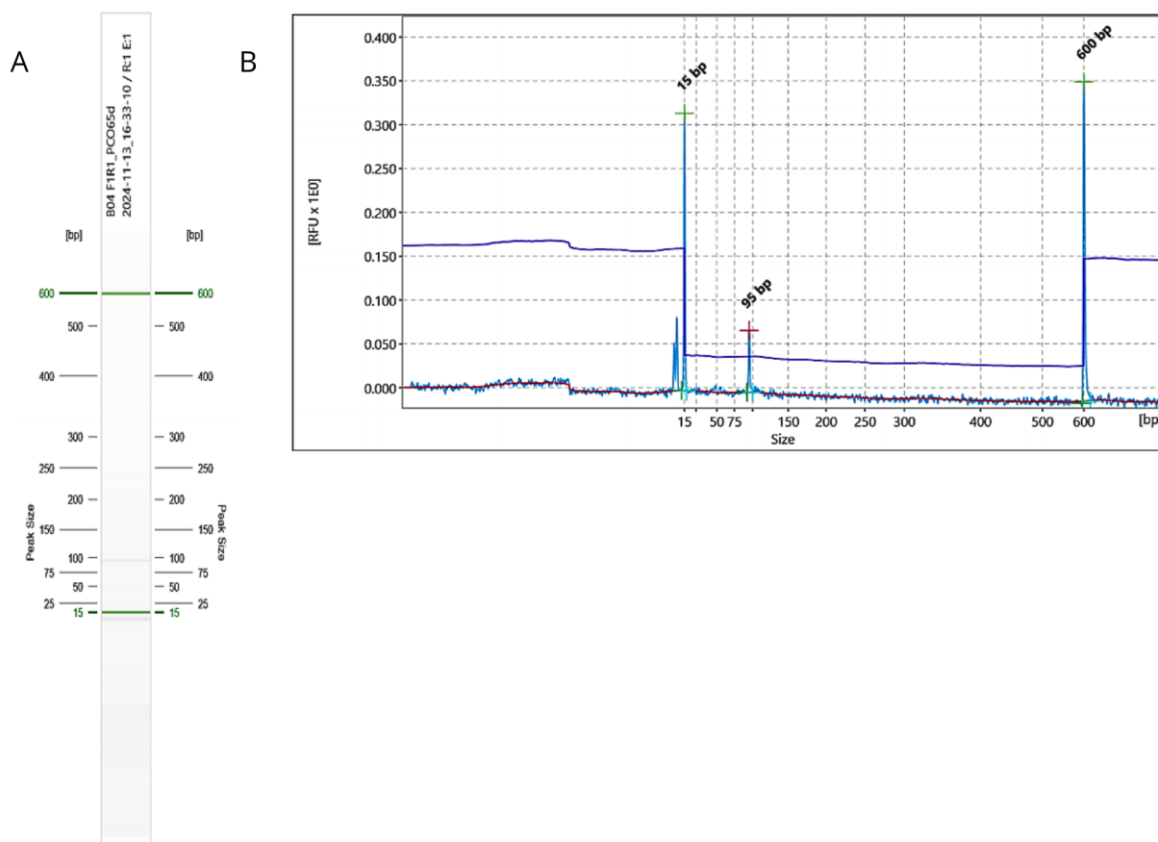 A
B04 F1R1_PCO65d
2024-11-13_16-33-10 / R:1 E:1
[bp] [bp]
600 600
500 500
400 400
300 300
250 250
200 200
150 150
100 100
75 75
50 50
25 25
15 15
Peak Size
Peak Size
B
[RFU x 1E0]
0.400
0.350
0.300
0.250
0.200
0.150
0.100
0.050
0.000
15 bp
95 bp
600 bp
15 50 75 150 200 250 300 400 500 600 [bp
Size